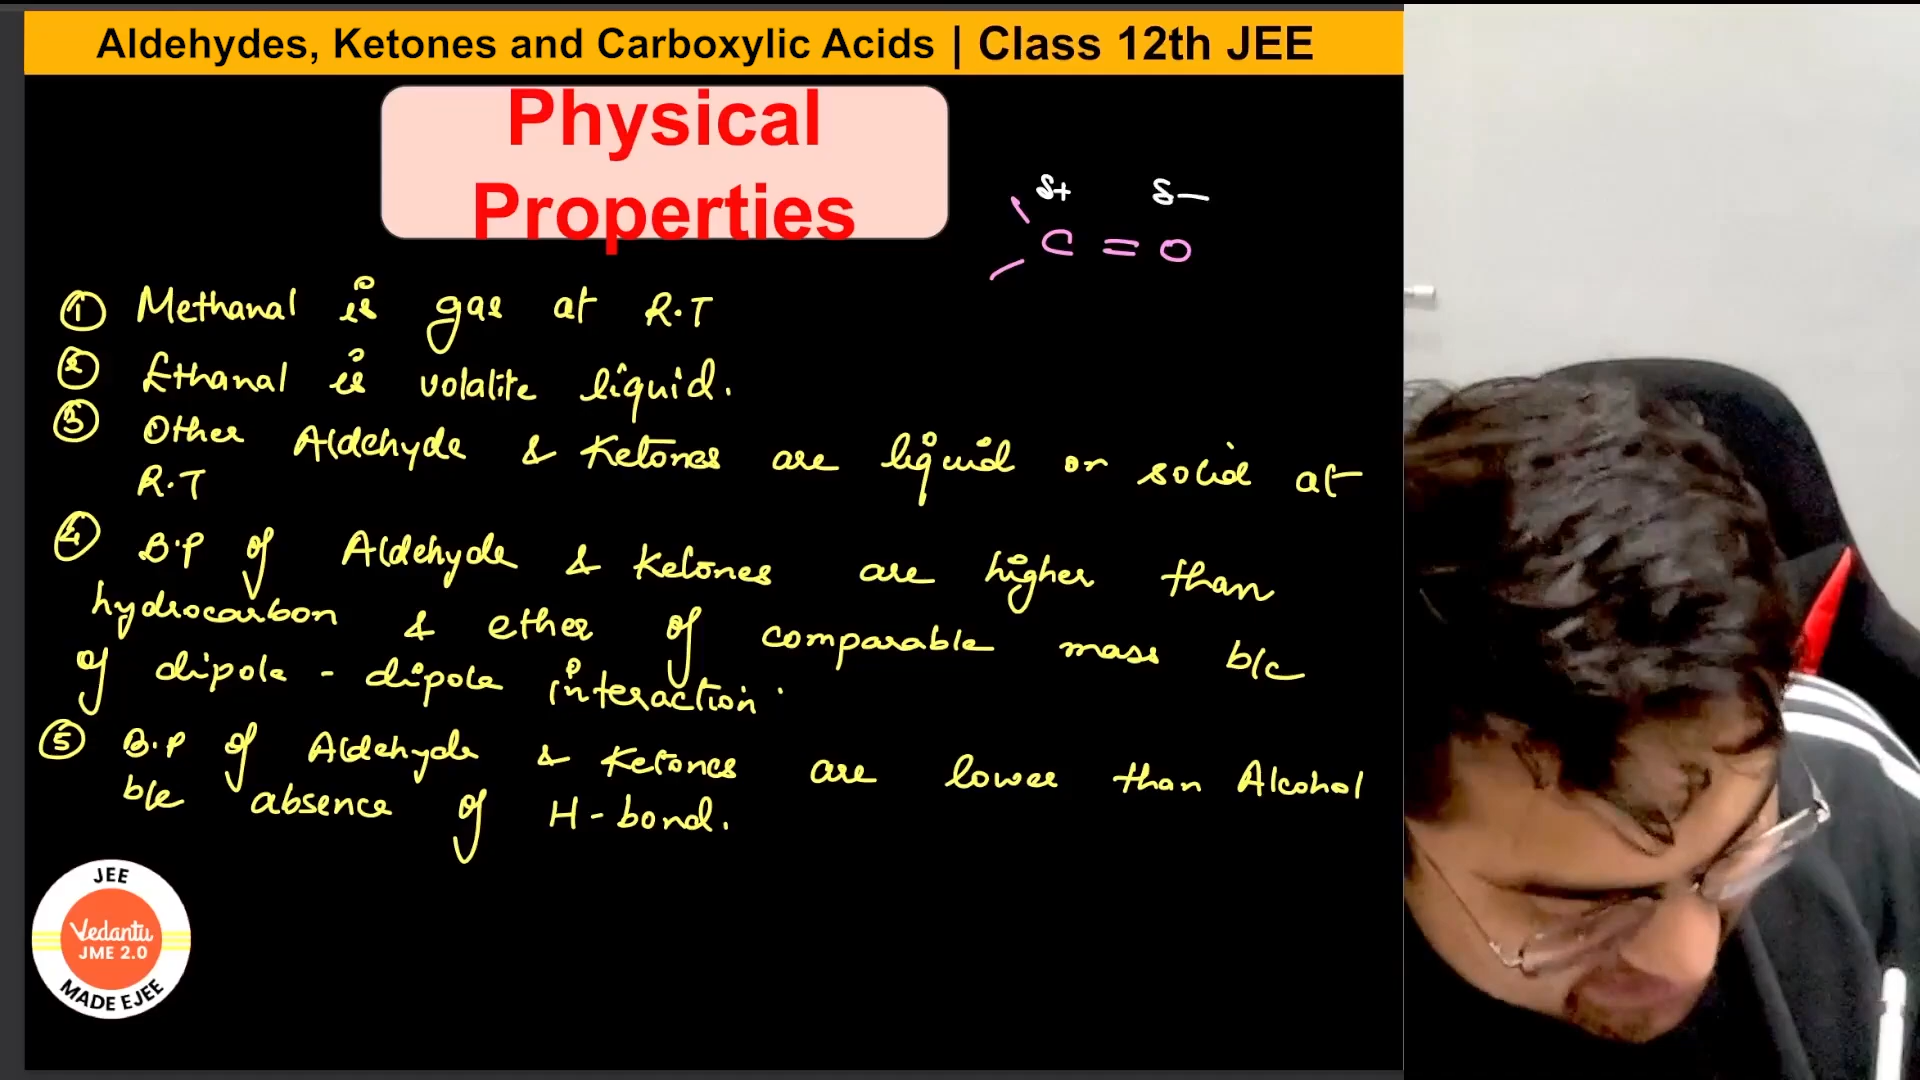 Aldehydes, Ketones and Carboxylic Acids | Class 12th JEE
Physical
Properties
δ+ δ-
C = O
① Methanal is gas at R.T
② Ethanal is volalite liquid.
③ Other Aldehyde & Ketones are liquid or solid at
R.T
④ B.P of Aldehyde & Ketones are higher than
hydrocarbon & ether of comparable mass b/c
of dipole - dipole interaction.
⑤ B.P of Aldehyde & Ketones are lower than Alcohol
b/c absence of H-bond.
JEE
Vedantu
JME 2.0
MADE EJEE